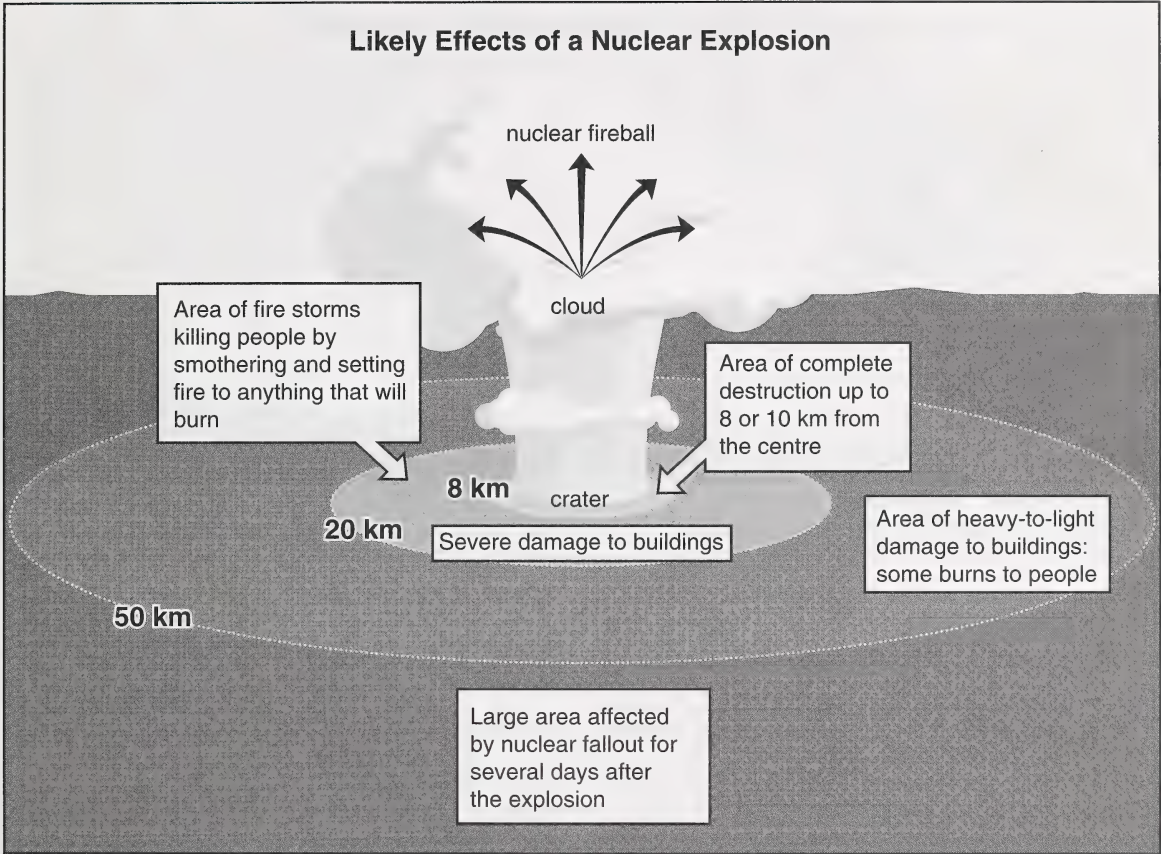 Likely Effects of a Nuclear Explosion
nuclear fireball
cloud
Area of fire storms
killing people by
smothering and setting
fire to anything that will
burn
Area of complete
destruction up to
8 or 10 km from
the centre
8 km
crater
20 km
Severe damage to buildings
Area of heavy-to-light
damage to buildings:
some burns to people
50 km
Large area affected
by nuclear fallout for
several days after
the explosion